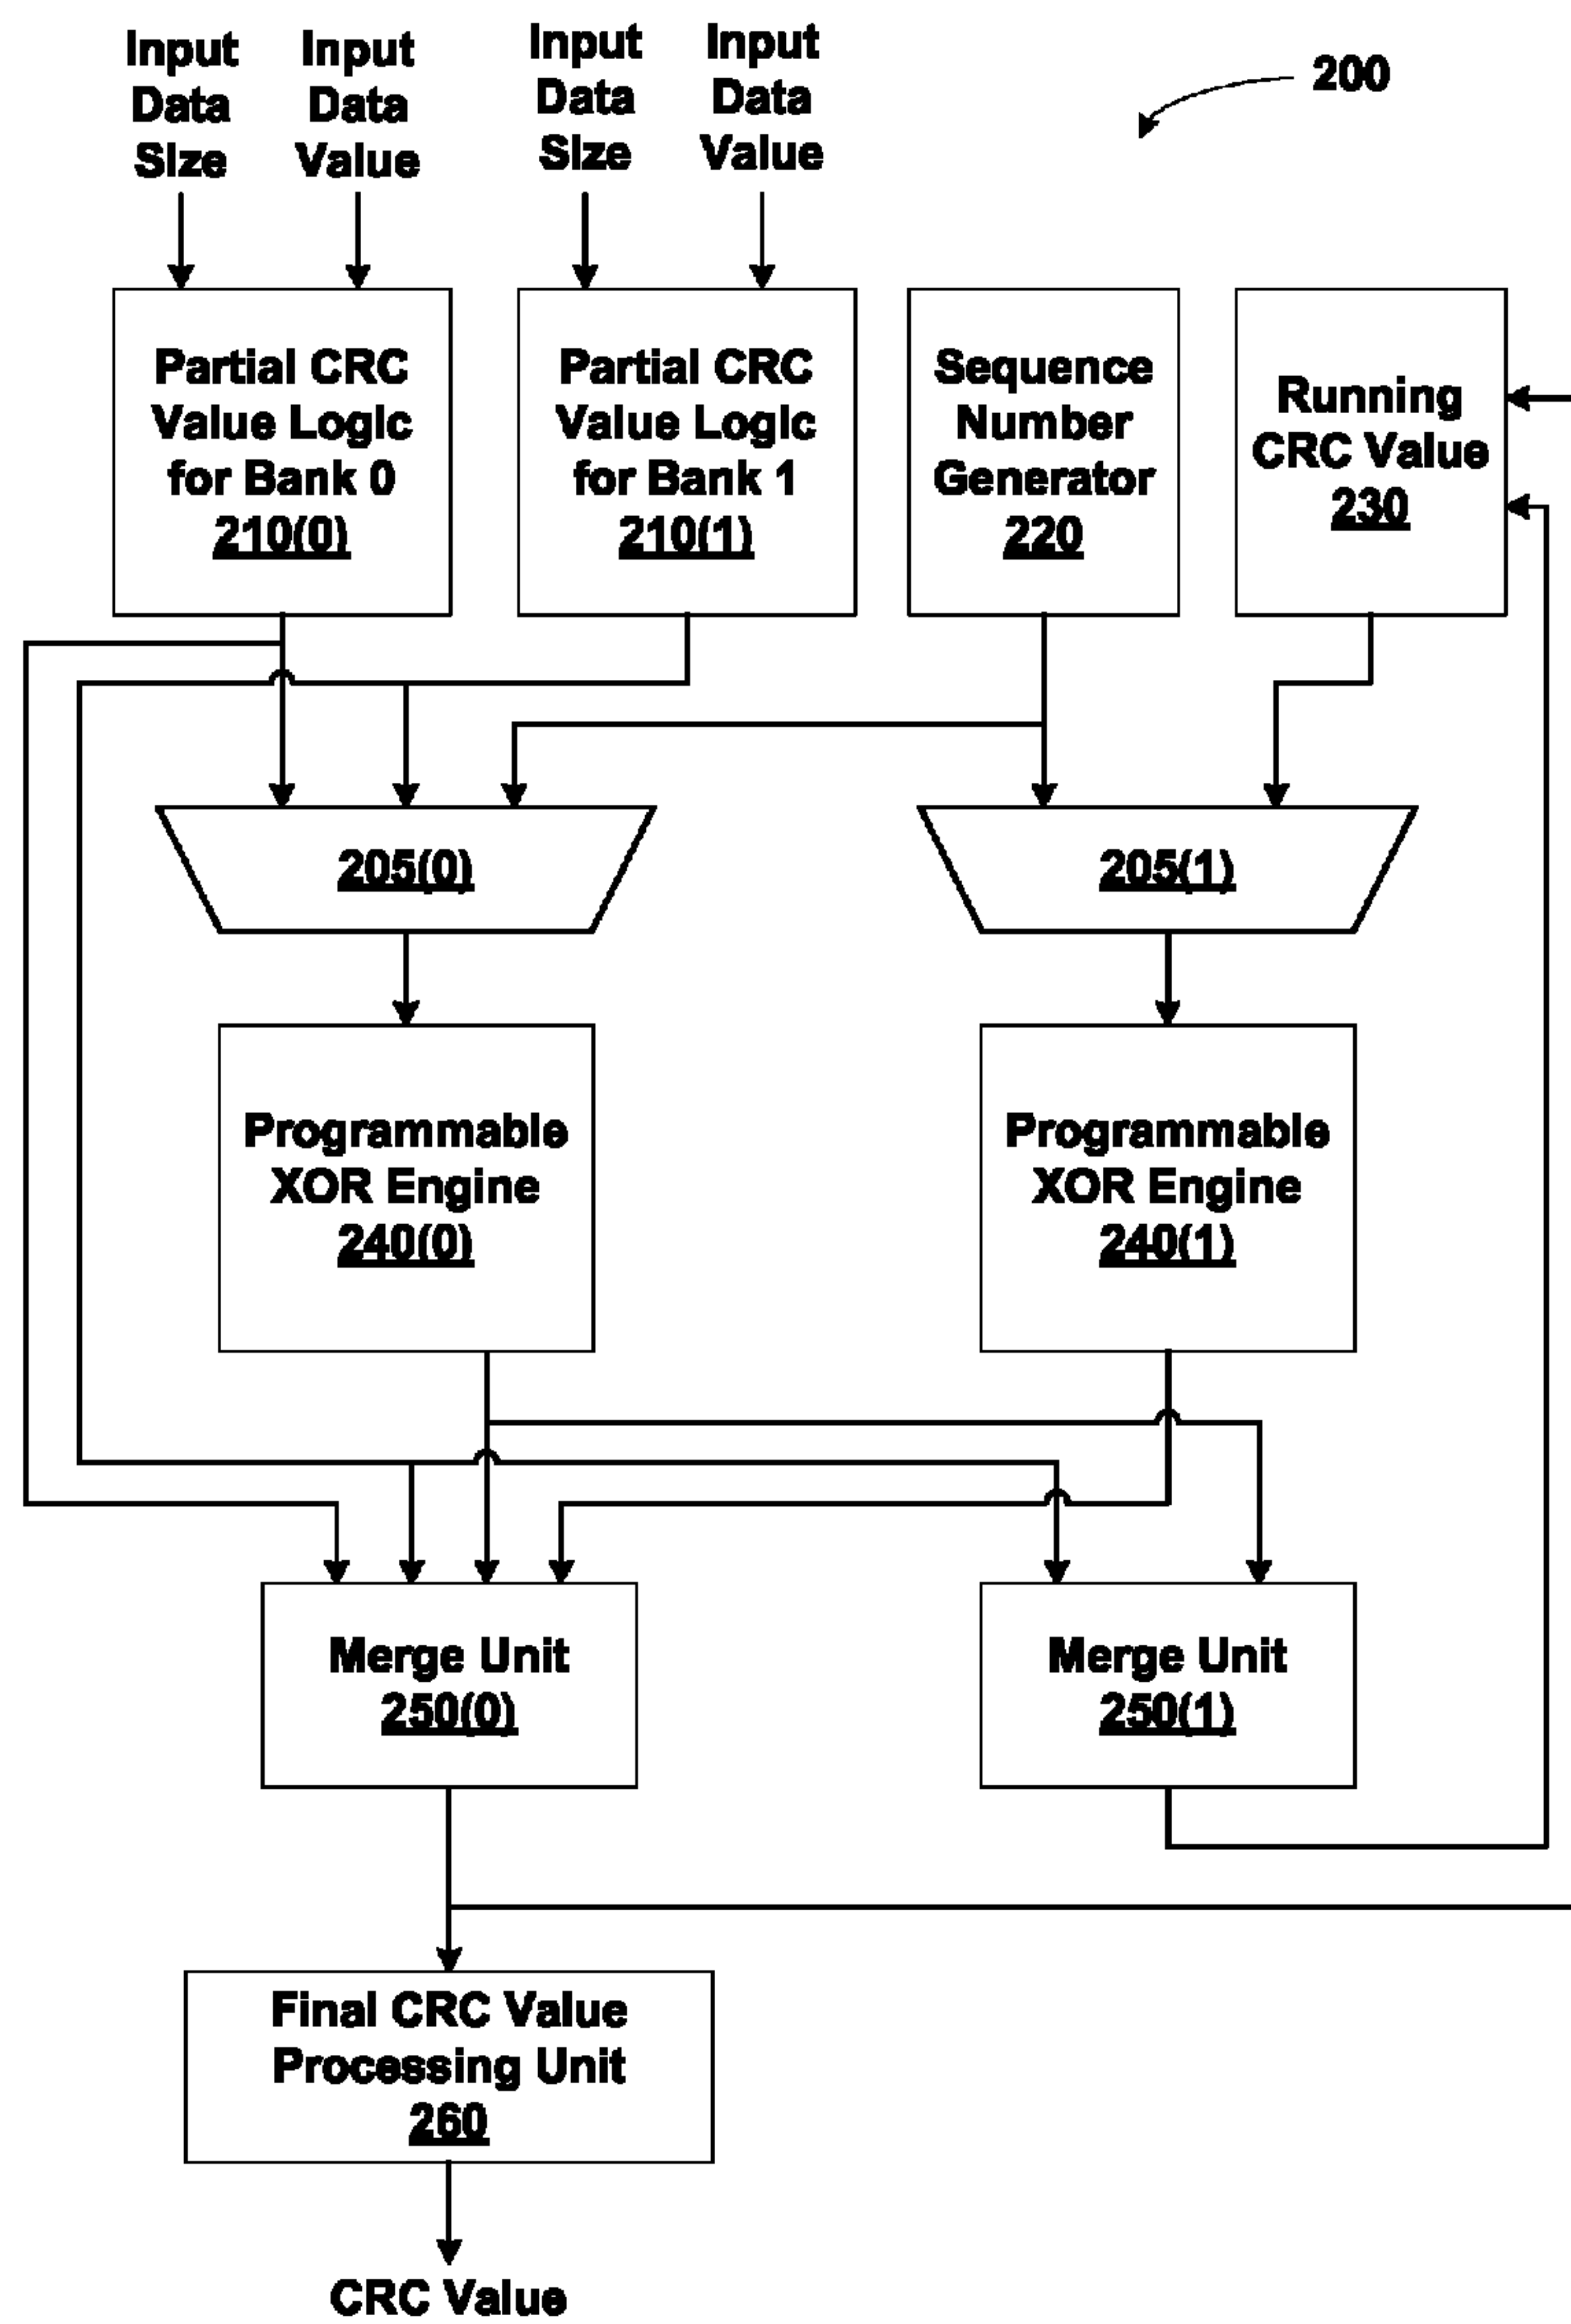 Input
Data
Size
Input
Data
Value
Input
Data
Size
Input
Data
Value
200
Partial CRC
Value Logic
for Bank 0
210(0)
Partial CRC
Value Logic
for Bank 1
210(1)
Sequence
Number
Generator
220
Running
CRC Value
230
205(0)
205(1)
Programmable
XOR Engine
240(0)
Programmable
XOR Engine
240(1)
Merge Unit
250(0)
Merge Unit
250(1)
Final CRC Value
Processing Unit
260
CRC Value